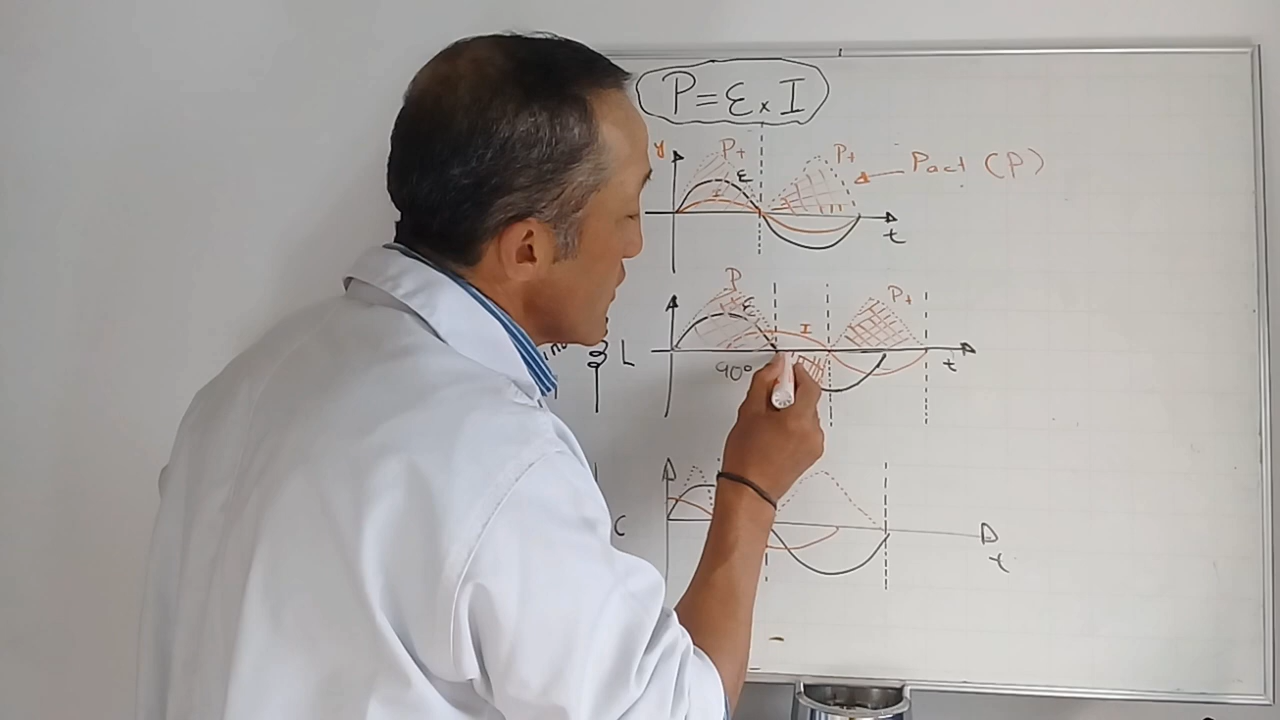 P = Ɛ x I
y P+ P+ Pact (P)
Ɛ
I
t
P P+
Ɛ
I
L
90°
t
C
t